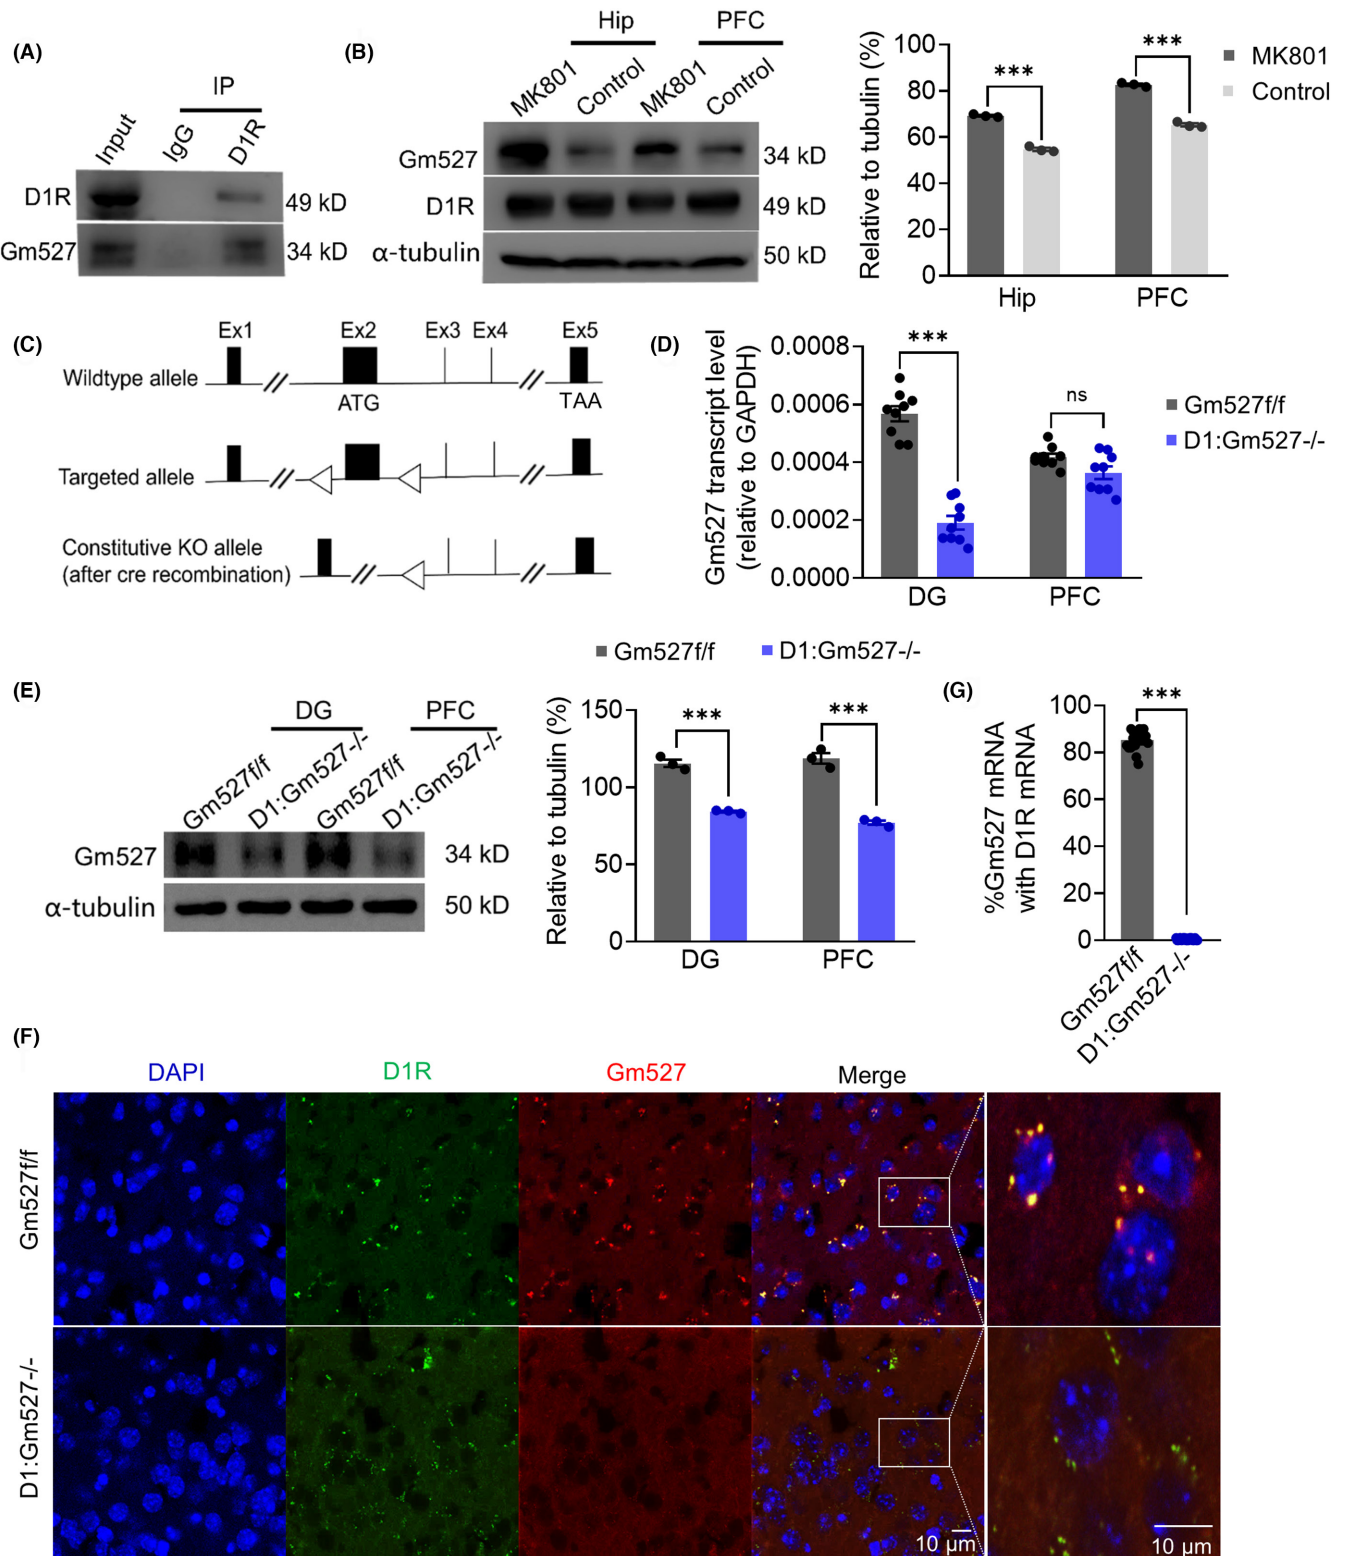 (A)
IP
Input
IgG
D1R
D1R
49 kD
Gm527
34 kD
(B)
Hip
PFC
MK801
Control
MK801
Control
Gm527
34 kD
D1R
49 kD
α-tubulin
50 kD
Relative to tubulin (%)
100
80
60
40
20
0
***
***
Hip
PFC
MK801
Control
(C)
Ex1
Ex2
Ex3
Ex4
Ex5
Wildtype allele
ATG
TAA
Targeted allele
Constitutive KO allele
(after cre recombination)
(D)
Gm527 transcript level
(relative to GAPDH)
0.0008
0.0006
0.0004
0.0002
0.0000
***
ns
DG
PFC
Gm527f/f
D1:Gm527-/-
Gm527f/f
D1:Gm527-/-
(E)
DG
PFC
Gm527f/f
D1:Gm527-/-
Gm527f/f
D1:Gm527-/-
Gm527
34 kD
α-tubulin
50 kD
Relative to tubulin (%)
150
100
50
0
***
***
DG
PFC
(G)
%Gm527 mRNA
with D1R mRNA
100
80
60
40
20
0
***
Gm527f/f
D1:Gm527-/-
(F)
DAPI
D1R
Gm527
Merge
Gm527f/f
D1:Gm527-/-
10 μm
10 μm